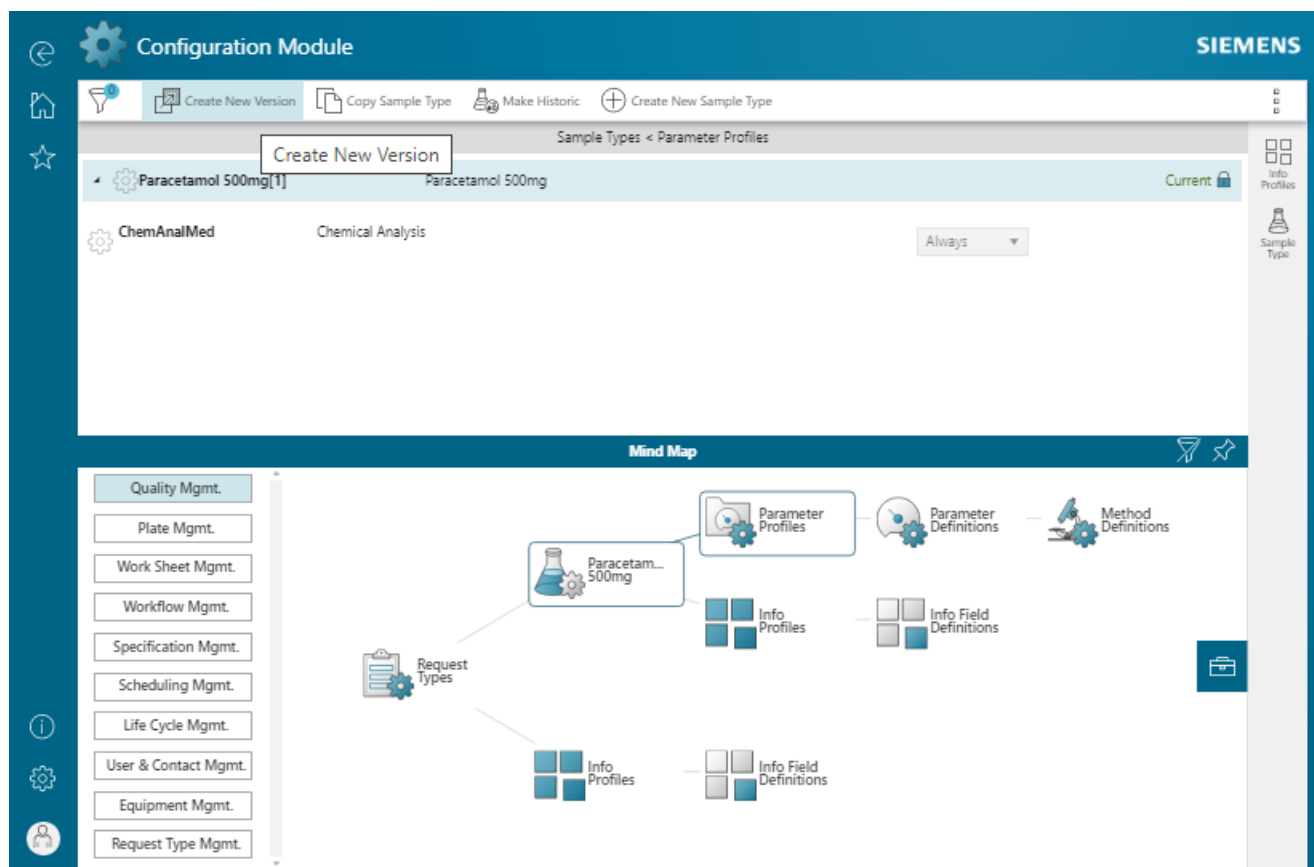 Configuration Module
SIEMENS
0
Create New Version
Copy Sample Type
Make Historic
Create New Sample Type
Sample Types < Parameter Profiles
Create New Version
Paracetamol 500mg[1]
Paracetamol 500mg
Current
Info
Profiles
ChemAnalMed
Chemical Analysis
Always
Sample
Type
Mind Map
Quality Mgmt.
Plate Mgmt.
Work Sheet Mgmt.
Workflow Mgmt.
Specification Mgmt.
Scheduling Mgmt.
Life Cycle Mgmt.
User & Contact Mgmt.
Equipment Mgmt.
Request Type Mgmt.
Parameter
Profiles
Parameter
Definitions
Method
Definitions
Paracetam...
500mg
Info
Profiles
Info Field
Definitions
Request
Types
Info
Profiles
Info Field
Definitions